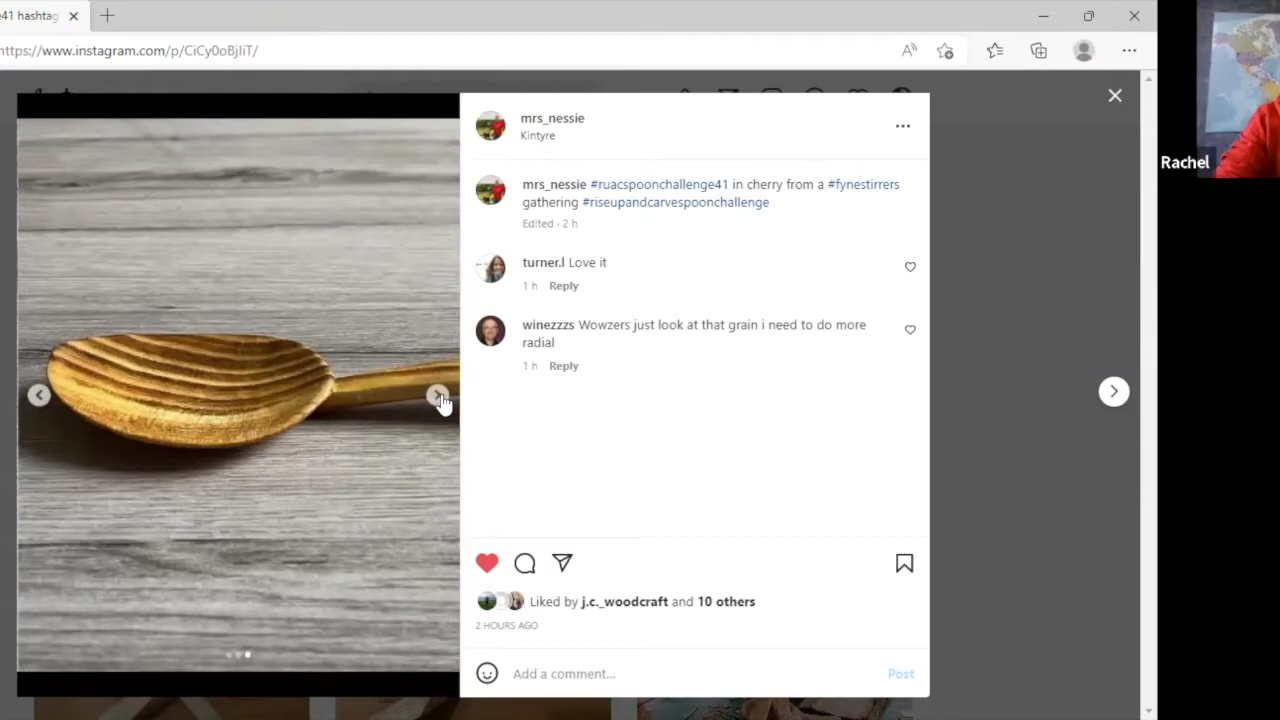 e41 hashtag
https://www.instagram.com/p/CiCy0oBjIiT/
mrs_nessie
Kintyre
Rachel
mrs_nessie #ruacspoonchallenge41 in cherry from a #fynestirrers
gathering #riseupandcarvespoonchallenge
Edited · 2 h
turner.l Love it
1 h Reply
winezzzs Wowzers just look at that grain i need to do more
radial
1 h Reply
Liked by j.c._woodcraft and 10 others
2 HOURS AGO
Add a comment... Post